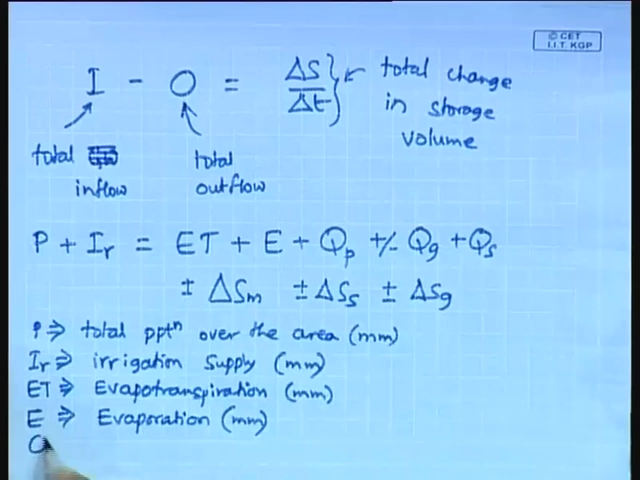 © CET
I.I.T. KGP
I - O = ΔS/Δt ← total change
in storage
volume
total inflow
total outflow
P + Ir = ET + E + Qp +/- Qg + Qs
± ΔSm ± ΔSs ± ΔSg
P ⇒ total pptⁿ over the area (mm)
Ir ⇒ irrigation supply (mm)
ET ⇒ Evapotranspiration (mm)
E ⇒ Evaporation (mm)